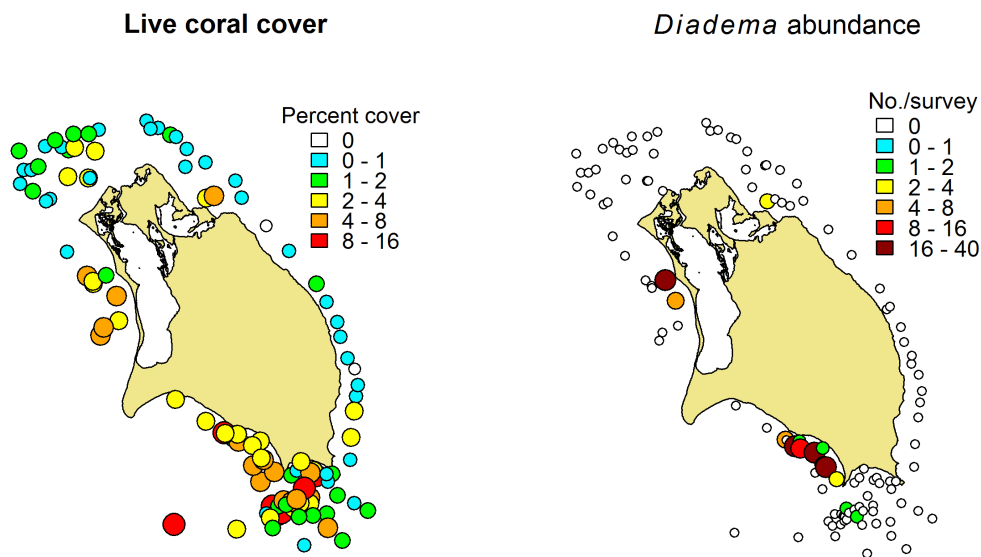 Live coral cover
Percent cover
0
0 - 1
1 - 2
2 - 4
4 - 8
8 - 16
Diadema abundance
No./survey
0
0 - 1
1 - 2
2 - 4
4 - 8
8 - 16
16 - 40